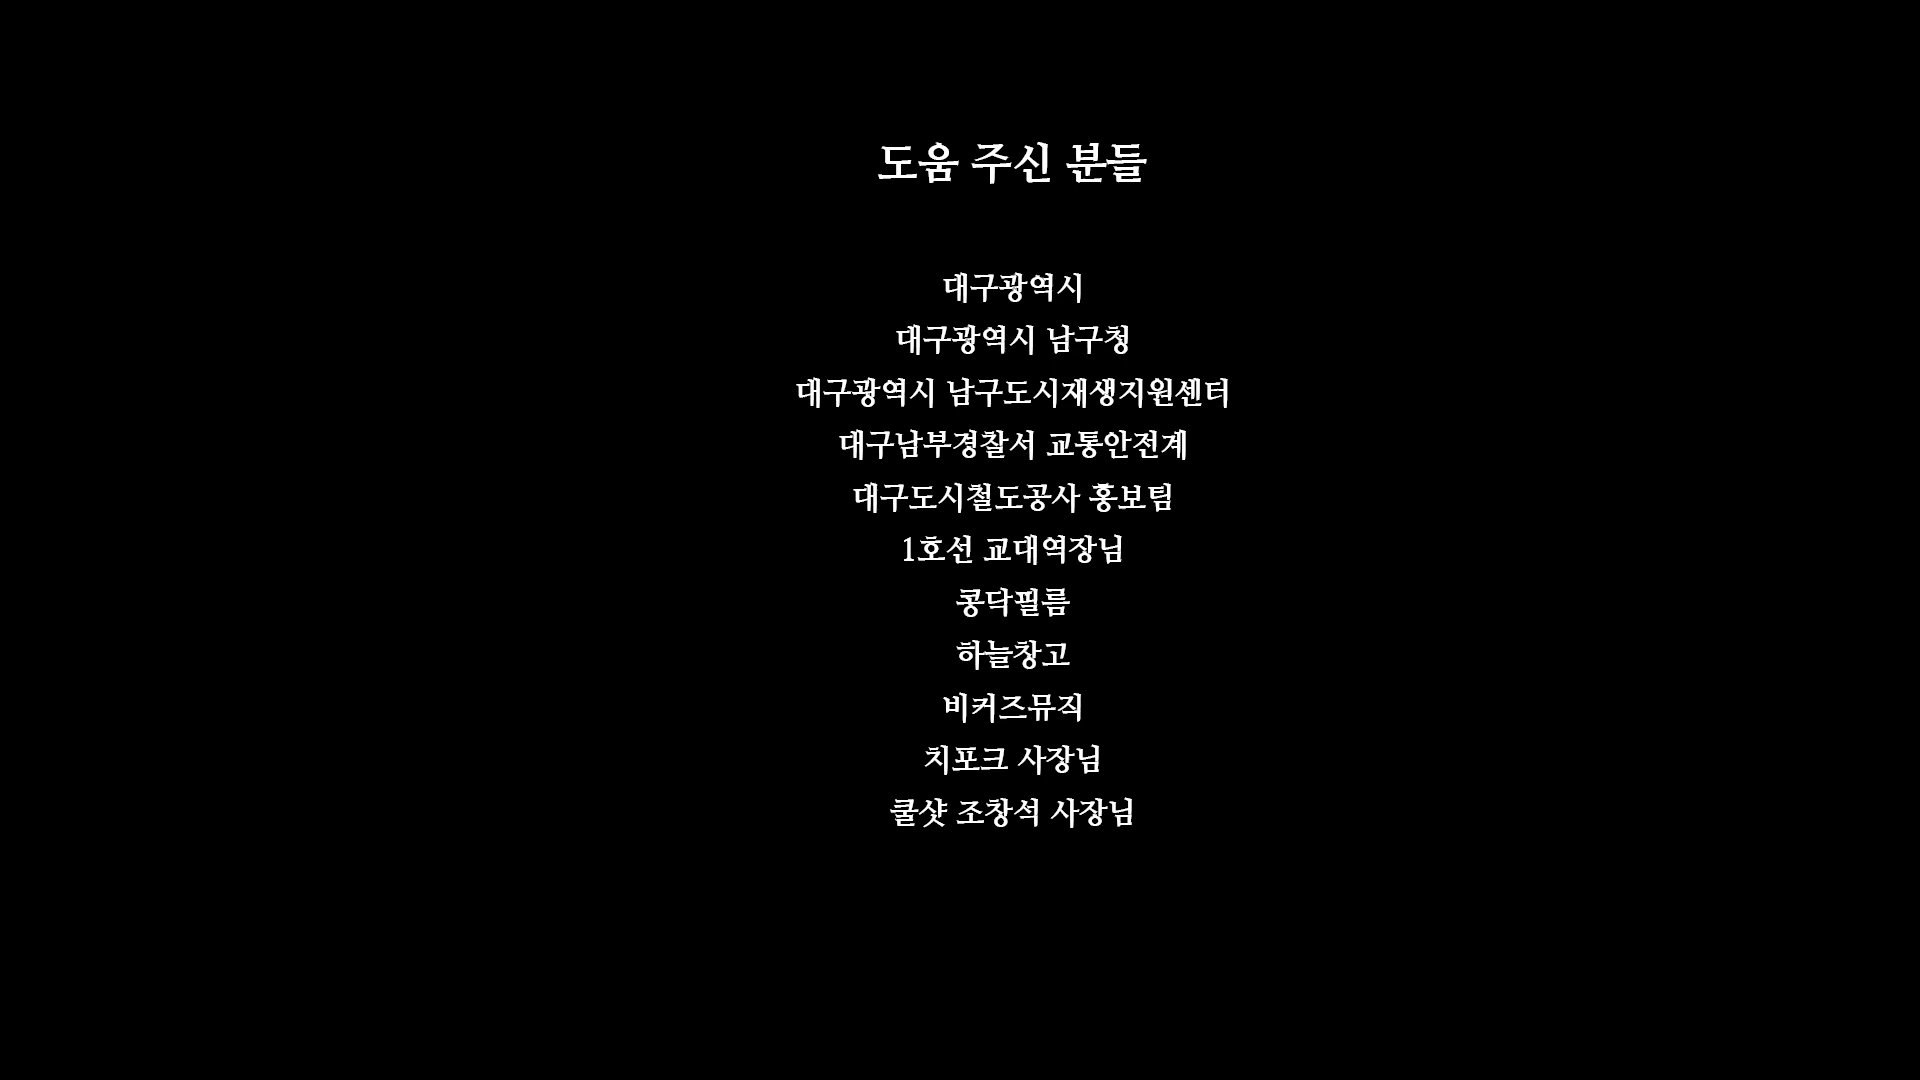 도움 주신 분들
대구광역시
대구광역시 남구청
대구광역시 남구도시재생지원센터
대구남부경찰서 교통안전계
대구도시철도공사 홍보팀
1호선 교대역장님
콩닥필름
하늘창고
비커즈뮤직
치포크 사장님
쿨샷 조창석 사장님